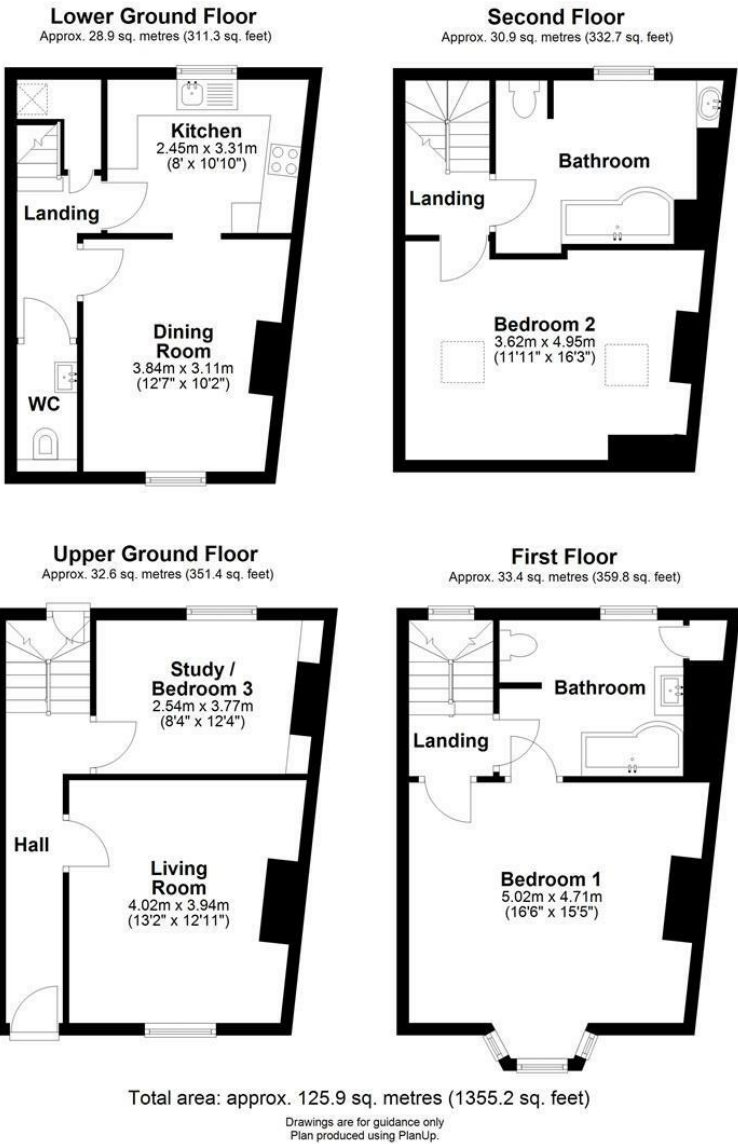 Lower Ground Floor
Approx. 28.9 sq. metres (311.3 sq. feet)
Kitchen
2.45m x 3.31m
(8' x 10'10")
Landing
Dining
Room
3.84m x 3.11m
(12'7" x 10'2")
WC
Second Floor
Approx. 30.9 sq. metres (332.7 sq. feet)
Bathroom
Landing
Bedroom 2
3.62m x 4.95m
(11'11" x 16'3")
Upper Ground Floor
Approx. 32.6 sq. metres (351.4 sq. feet)
Study /
Bedroom 3
2.54m x 3.77m
(8'4" x 12'4")
Hall
Living
Room
4.02m x 3.94m
(13'2" x 12'11")
First Floor
Approx. 33.4 sq. metres (359.8 sq. feet)
Bathroom
Landing
Bedroom 1
5.02m x 4.71m
(16'6" x 15'5")
Total area: approx. 125.9 sq. metres (1355.2 sq. feet)
Drawings are for guidance only
Plan produced using PlanUp.